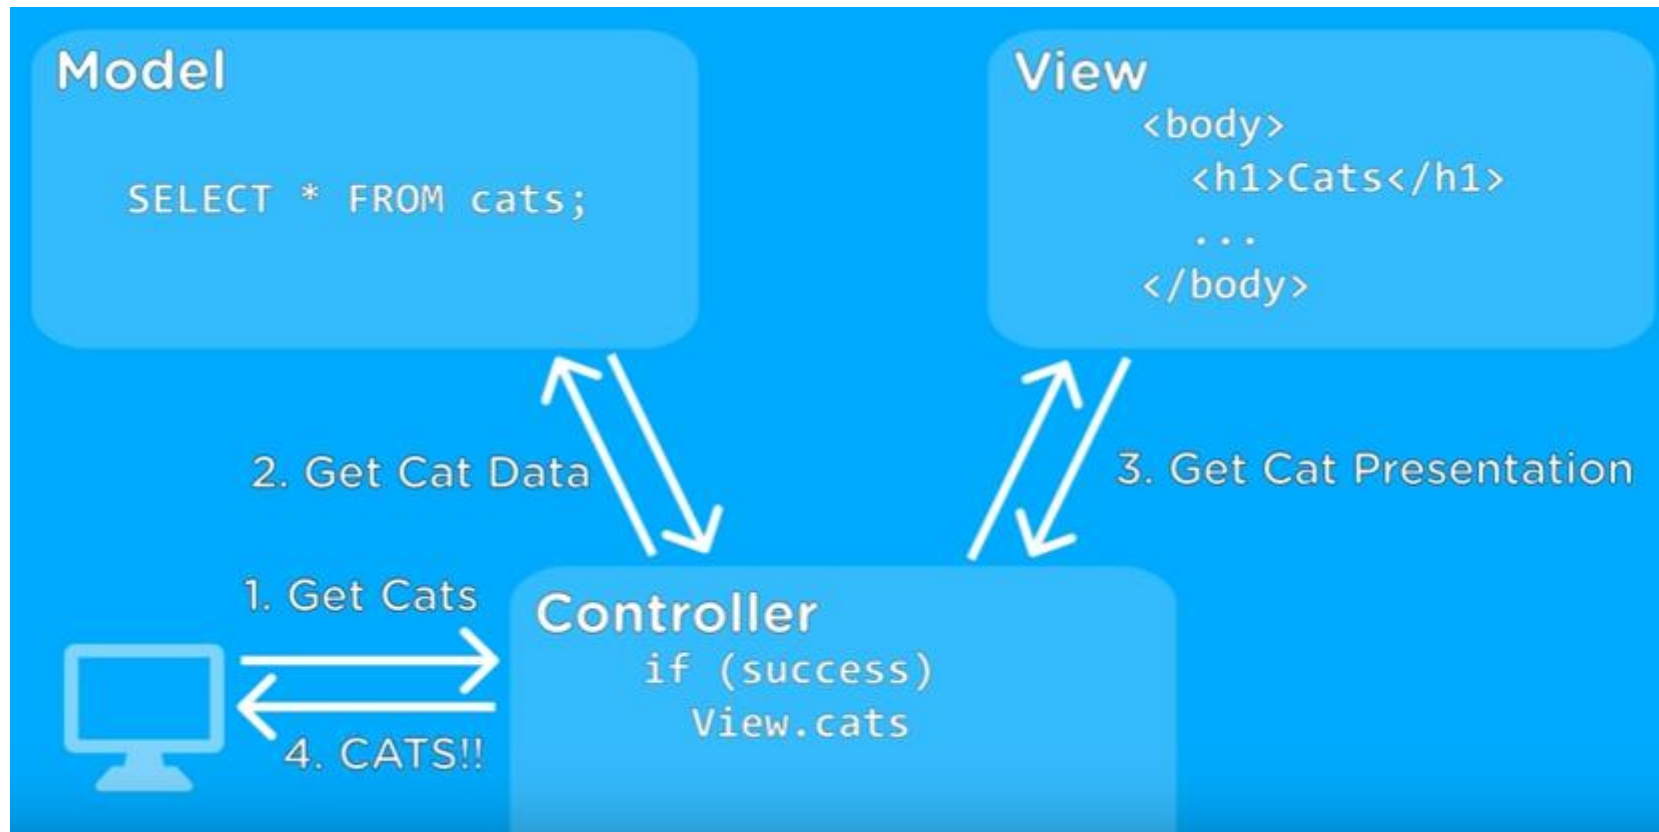 Model
SELECT * FROM cats;
View
<body>
<h1>Cats</h1>
...
</body>
2. Get Cat Data
3. Get Cat Presentation
1. Get Cats
4. CATS!!
Controller
if (success)
View.cats